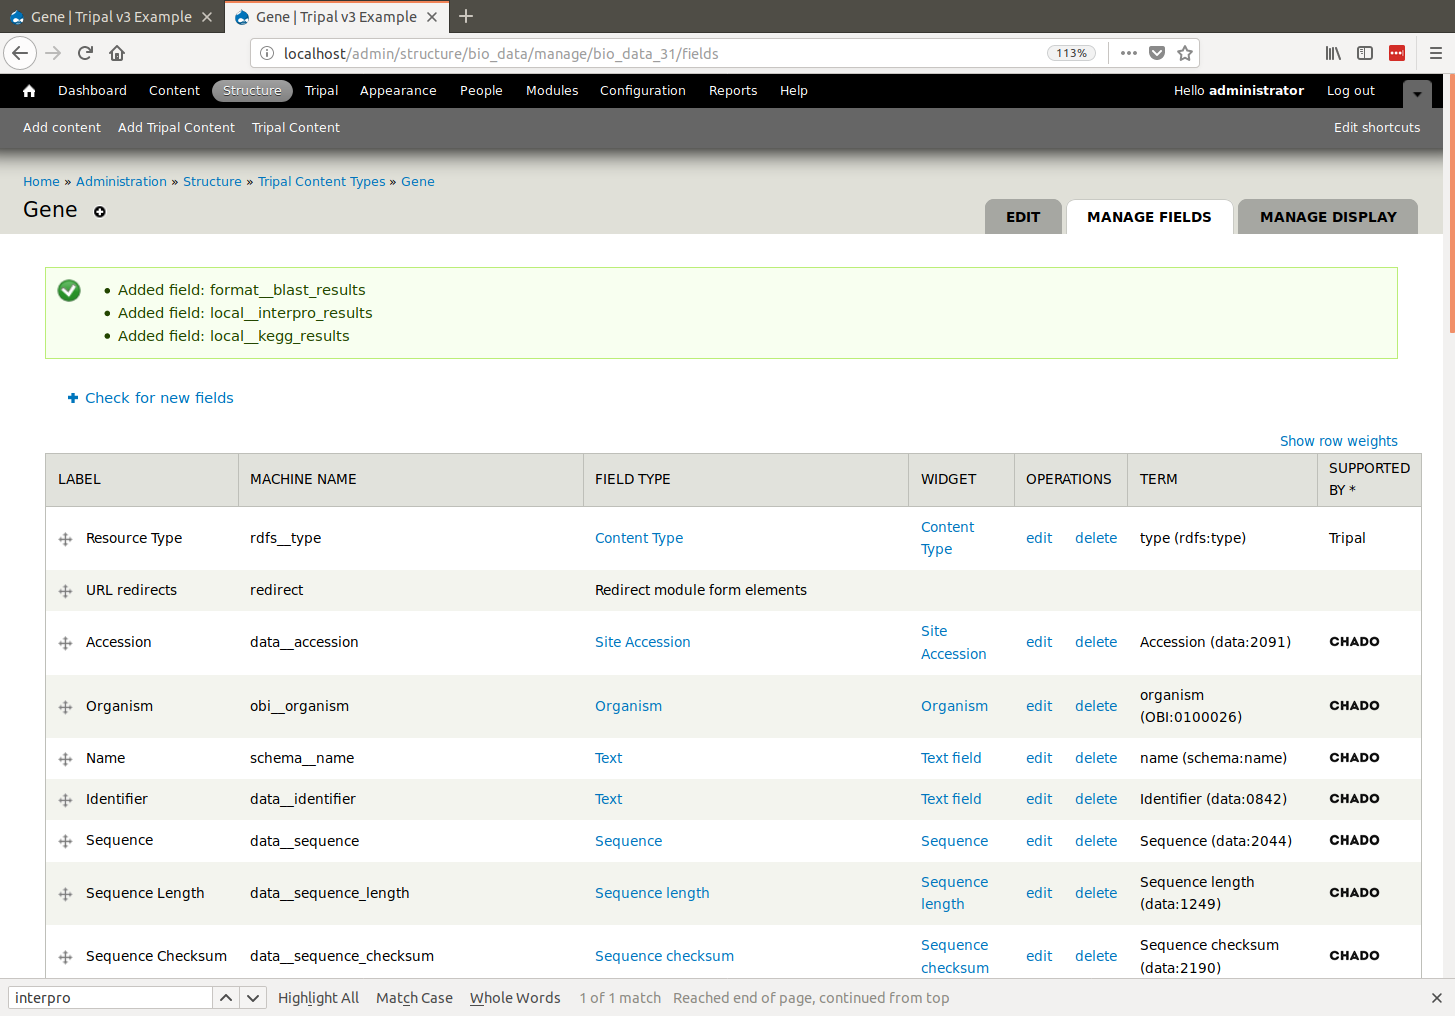 Gene | Tripal v3 Example
Gene | Tripal v3 Example
localhost/admin/structure/bio_data/manage/bio_data_31/fields 113%
Dashboard Content Structure Tripal Appearance People Modules Configuration Reports Help Hello administrator Log out
Add content Add Tripal Content Tripal Content Edit shortcuts
Home » Administration » Structure » Tripal Content Types » Gene
Gene
EDIT MANAGE FIELDS MANAGE DISPLAY
• Added field: format__blast_results
• Added field: local__interpro_results
• Added field: local__kegg_results
Check for new fields
Show row weights
LABEL MACHINE NAME FIELD TYPE WIDGET OPERATIONS TERM SUPPORTED
BY *
Resource Type rdfs__type Content Type Content
Type edit delete type (rdfs:type) Tripal
URL redirects redirect Redirect module form elements
Accession data__accession Site Accession Site
Accession edit delete Accession (data:2091) CHADO
Organism obi__organism Organism Organism edit delete organism
(OBI:0100026) CHADO
Name schema__name Text Text field edit delete name (schema:name) CHADO
Identifier data__identifier Text Text field edit delete Identifier (data:0842) CHADO
Sequence data__sequence Sequence Sequence edit delete Sequence (data:2044) CHADO
Sequence Length data__sequence_length Sequence length Sequence
length edit delete Sequence length
(data:1249) CHADO
Sequence Checksum data__sequence_checksum Sequence checksum Sequence
checksum edit delete Sequence checksum
(data:2190) CHADO
interpro Highlight All Match Case Whole Words 1 of 1 match Reached end of page, continued from top